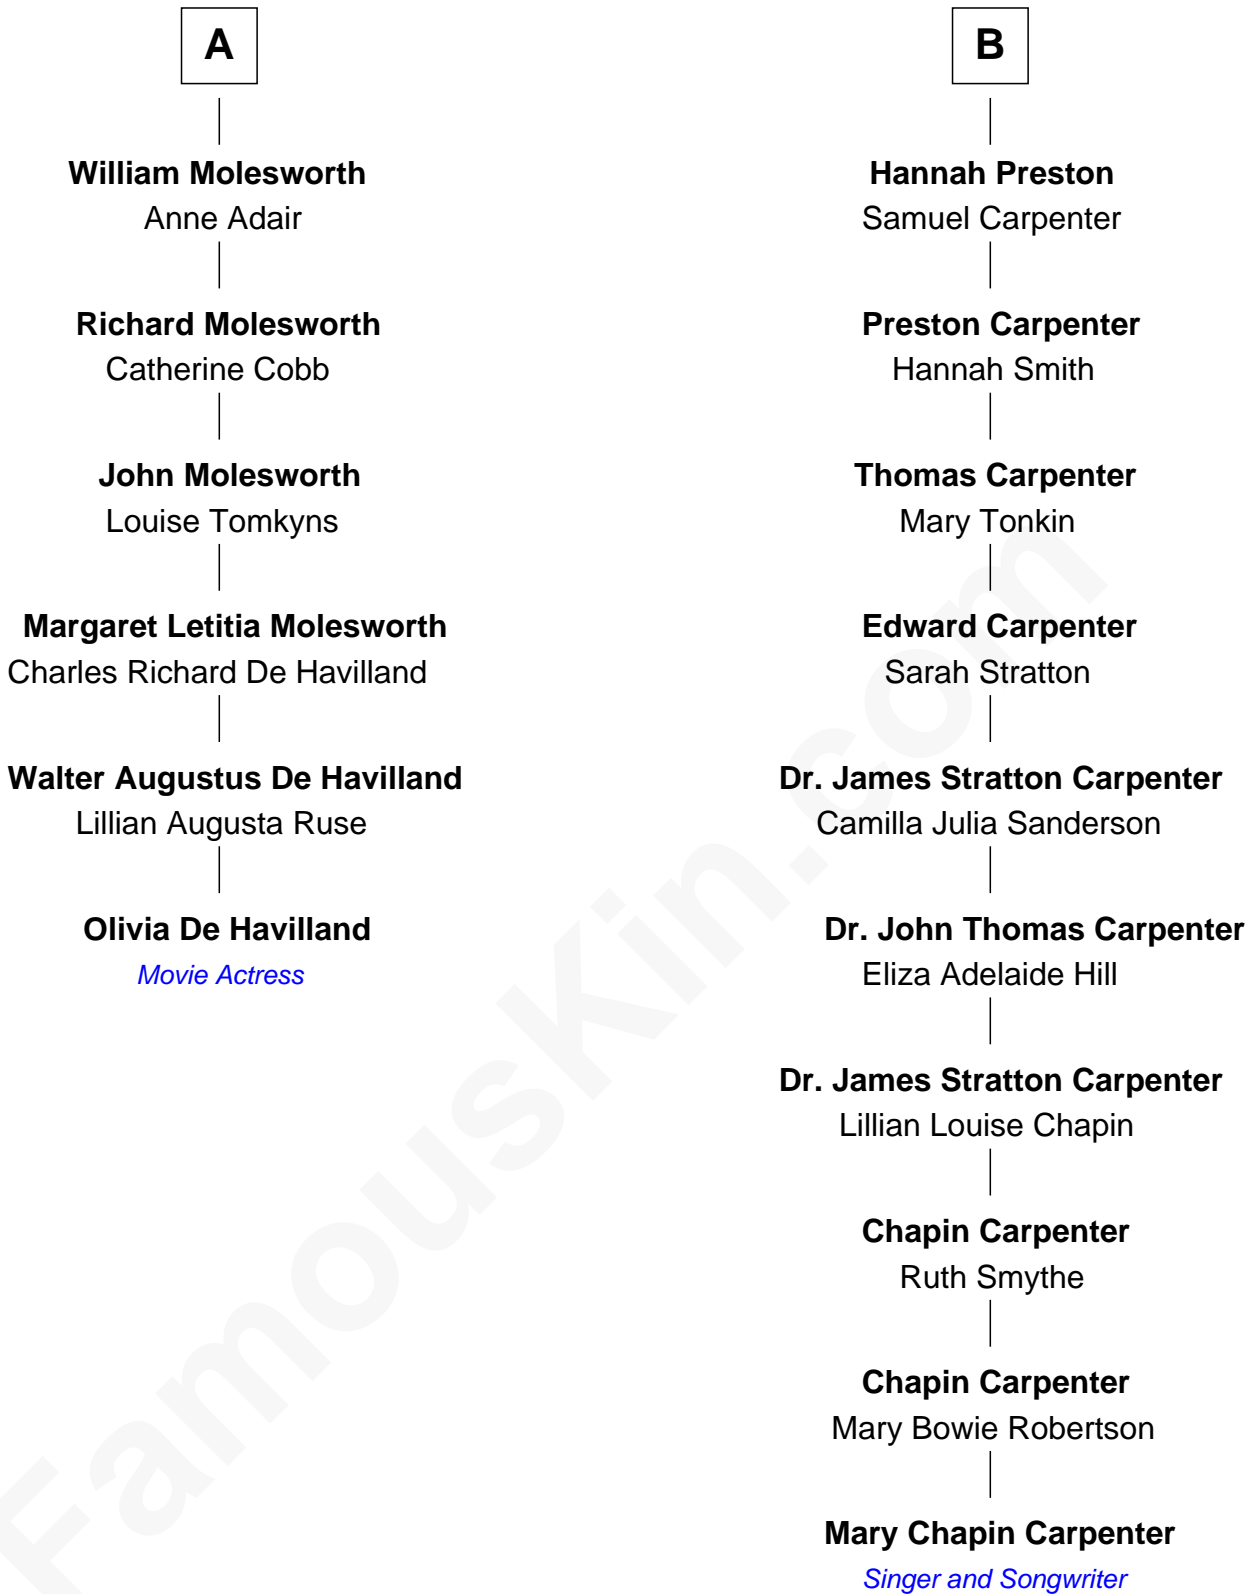 A
William Molesworth
Anne Adair
Richard Molesworth
Catherine Cobb
John Molesworth
Louise Tomkyns
Margaret Letitia Molesworth
Charles Richard De Havilland
Walter Augustus De Havilland
Lillian Augusta Ruse
Olivia De Havilland
Movie Actress
B
Hannah Preston
Samuel Carpenter
Preston Carpenter
Hannah Smith
Thomas Carpenter
Mary Tonkin
Edward Carpenter
Sarah Stratton
Dr. James Stratton Carpenter
Camilla Julia Sanderson
Dr. John Thomas Carpenter
Eliza Adelaide Hill
Dr. James Stratton Carpenter
Lillian Louise Chapin
Chapin Carpenter
Ruth Smythe
Chapin Carpenter
Mary Bowie Robertson
Mary Chapin Carpenter
Singer and Songwriter
FamousKin.com